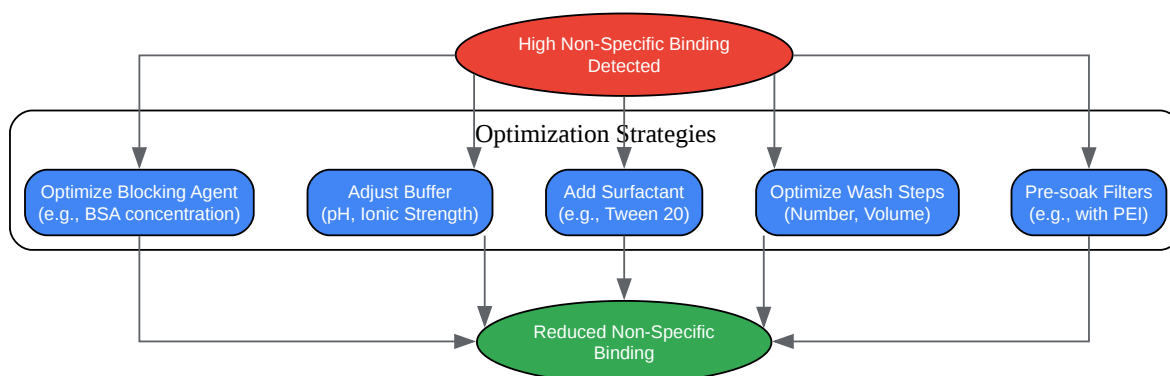 High Non-Specific Binding
Detected
Optimization Strategies
Optimize Blocking Agent
(e.g., BSA concentration)
Adjust Buffer
(pH, Ionic Strength)
Add Surfactant
(e.g., Tween 20)
Optimize Wash Steps
(Number, Volume)
Pre-soak Filters
(e.g., with PEI)
Reduced Non-Specific
Binding